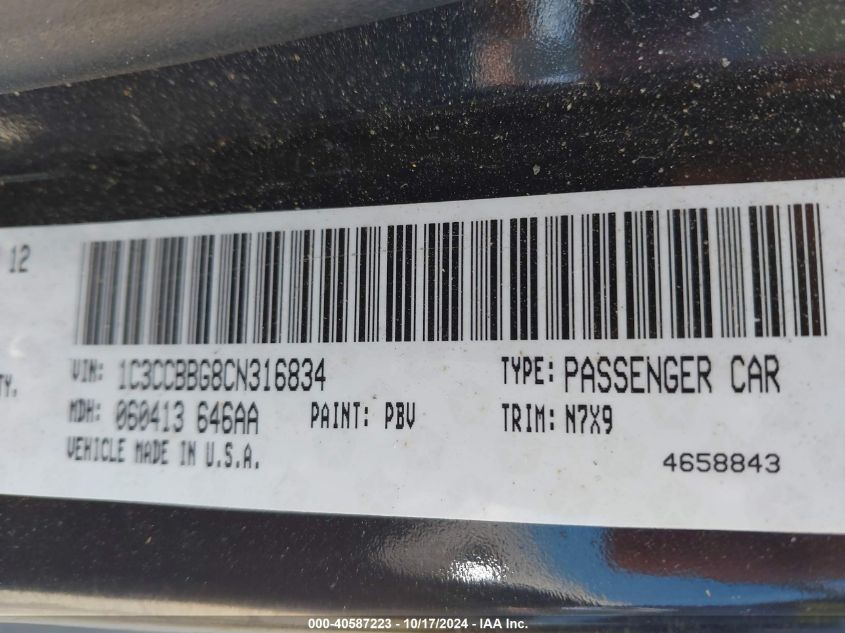 12
VIN: 1C3CCBBG8CN316834 TYPE: PASSENGER CAR
TY. MDH: 060413 646AA PAINT: PBV TRIM: N7X9
VEHICLE MADE IN U.S.A. 4658843
000-40587223 - 10/17/2024 - IAA Inc.